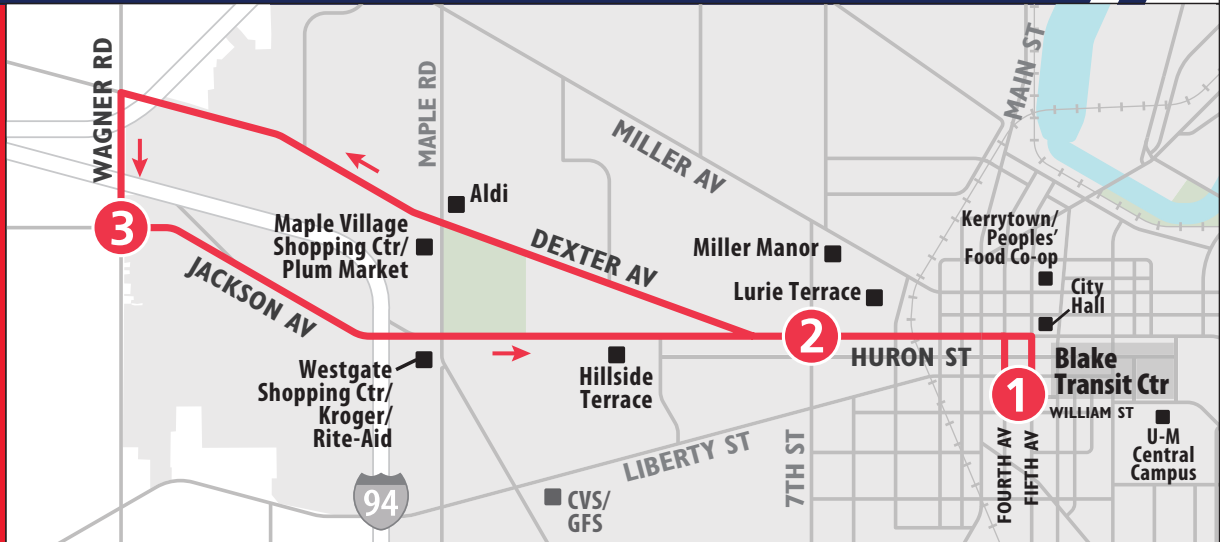 WAGNER RD
MAPLE RD
MILLER AV
MAIN ST
Aldi
Maple Village
Shopping Ctr/
Plum Market
DEXTER AV
Miller Manor
Lurie Terrace
Kerrytown/
Peoples'
Food Co-op
City
Hall
3
JACKSON AV
2
HURON ST
Blake
Transit Ctr
1
WILLIAM ST
Westgate
Shopping Ctr/
Kroger/
Rite-Aid
Hillside
Terrace
LIBERTY ST
7TH ST
FOURTH AV
FIFTH AV
U-M
Central
Campus
94
CVS/
GFS